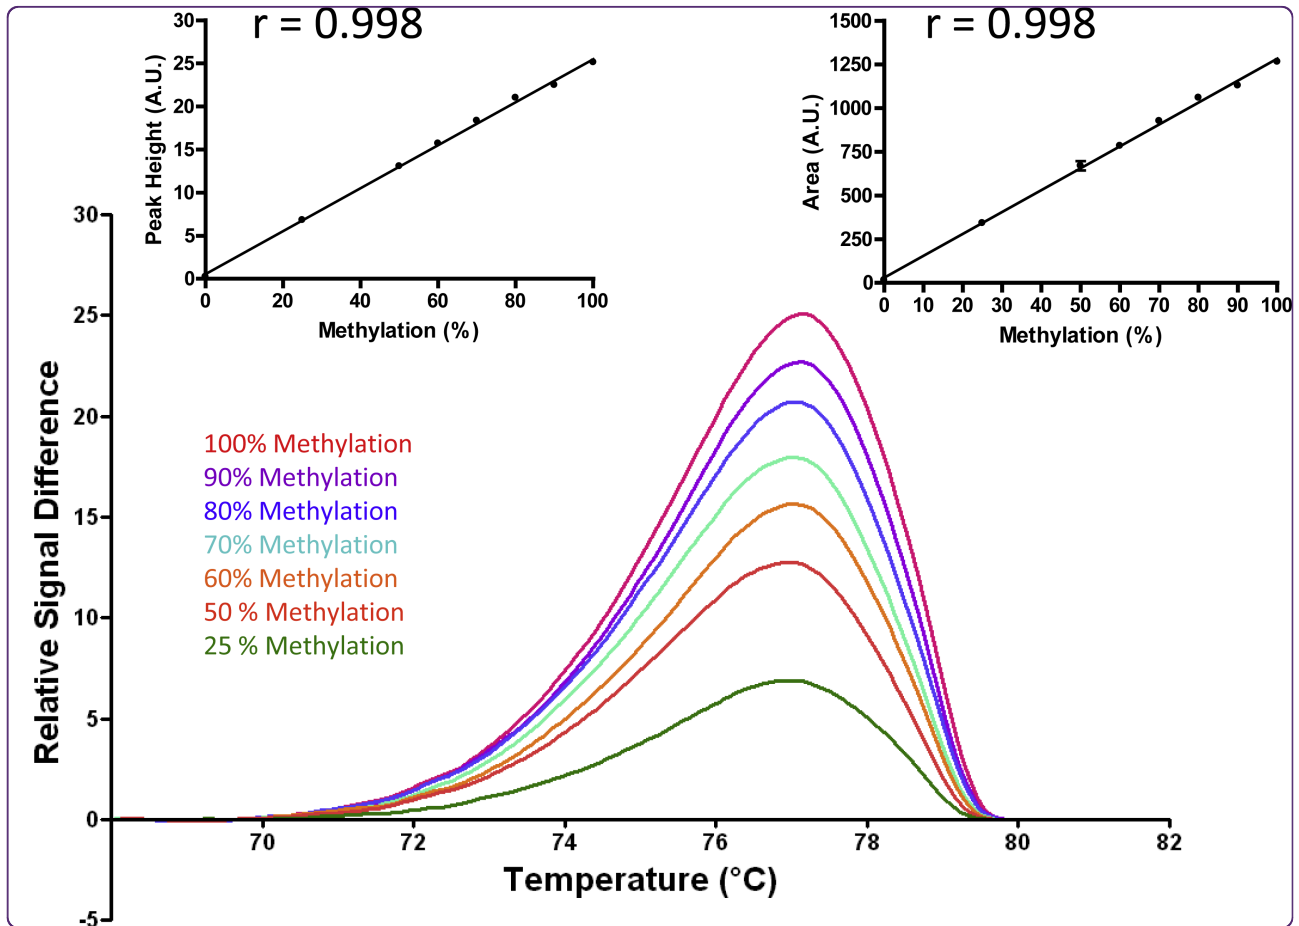 r = 0.998
30
25
20
15
10
5
0
Peak Height (A.U.)
0 20 40 60 80 100
Methylation (%)
r = 0.998
1500
1250
1000
750
500
250
0
Area (A.U.)
0 10 20 30 40 50 60 70 80 90 100
Methylation (%)
30
25
20
15
10
5
0
-5
Relative Signal Difference
100% Methylation
90% Methylation
80% Methylation
70% Methylation
60% Methylation
50 % Methylation
25 % Methylation
70 72 74 76 78 80 82
Temperature (°C)